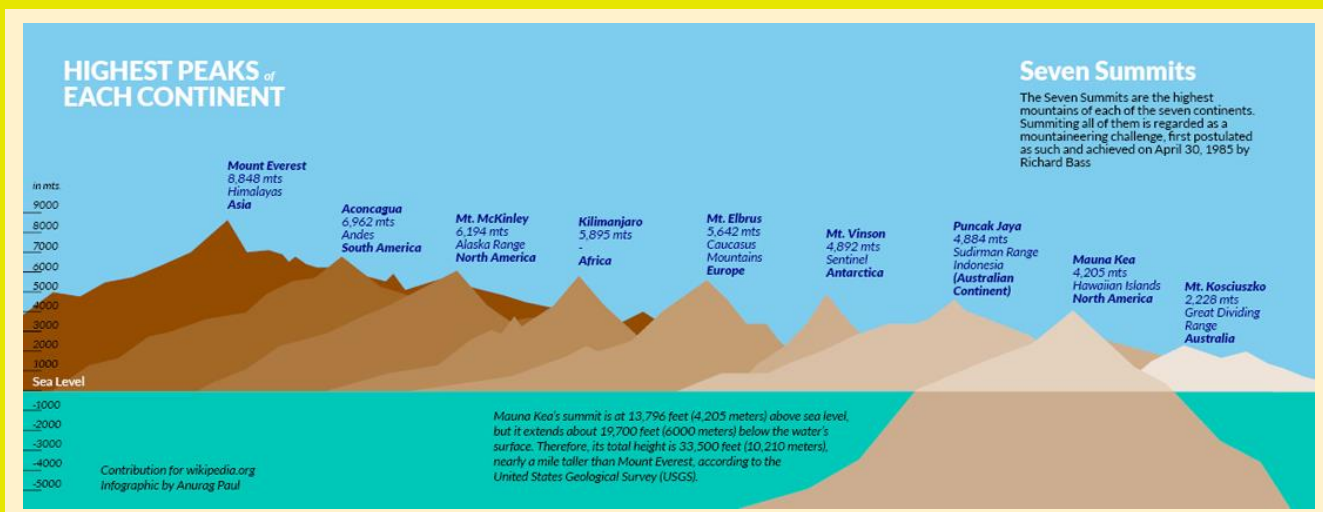 HIGHEST PEAKS of
EACH CONTINENT
Seven Summits
The Seven Summits are the highest
mountains of each of the seven continents.
Summiting all of them is regarded as a
mountaineering challenge, first postulated
as such and achieved on April 30, 1985 by
Richard Bass
in mts.
9000
8000
7000
6000
5000
4000
3000
2000
1000
Sea Level
-1000
-2000
-3000
-4000
-5000
Mount Everest
8,848 mts
Himalayas
Asia
Aconcagua
6,962 mts
Andes
South America
Mt. McKinley
6,194 mts
Alaska Range
North America
Kilimanjaro
5,895 mts
-
Africa
Mt. Elbrus
5,642 mts
Caucasus
Mountains
Europe
Mt. Vinson
4,892 mts
Sentinel
Antarctica
Puncak Jaya
4,884 mts
Sudirman Range
Indonesia
(Australian
Continent)
Mauna Kea
4,205 mts
Hawaiian Islands
North America
Mt. Kosciuszko
2,228 mts
Great Dividing
Range
Australia
Mauna Kea's summit is at 13,796 feet (4,205 meters) above sea level,
but it extends about 19,700 feet (6000 meters) below the water's
surface. Therefore, its total height is 33,500 feet (10,210 meters),
nearly a mile taller than Mount Everest, according to the
United States Geological Survey (USGS).
Contribution for wikipedia.org
Infographic by Anurag Paul